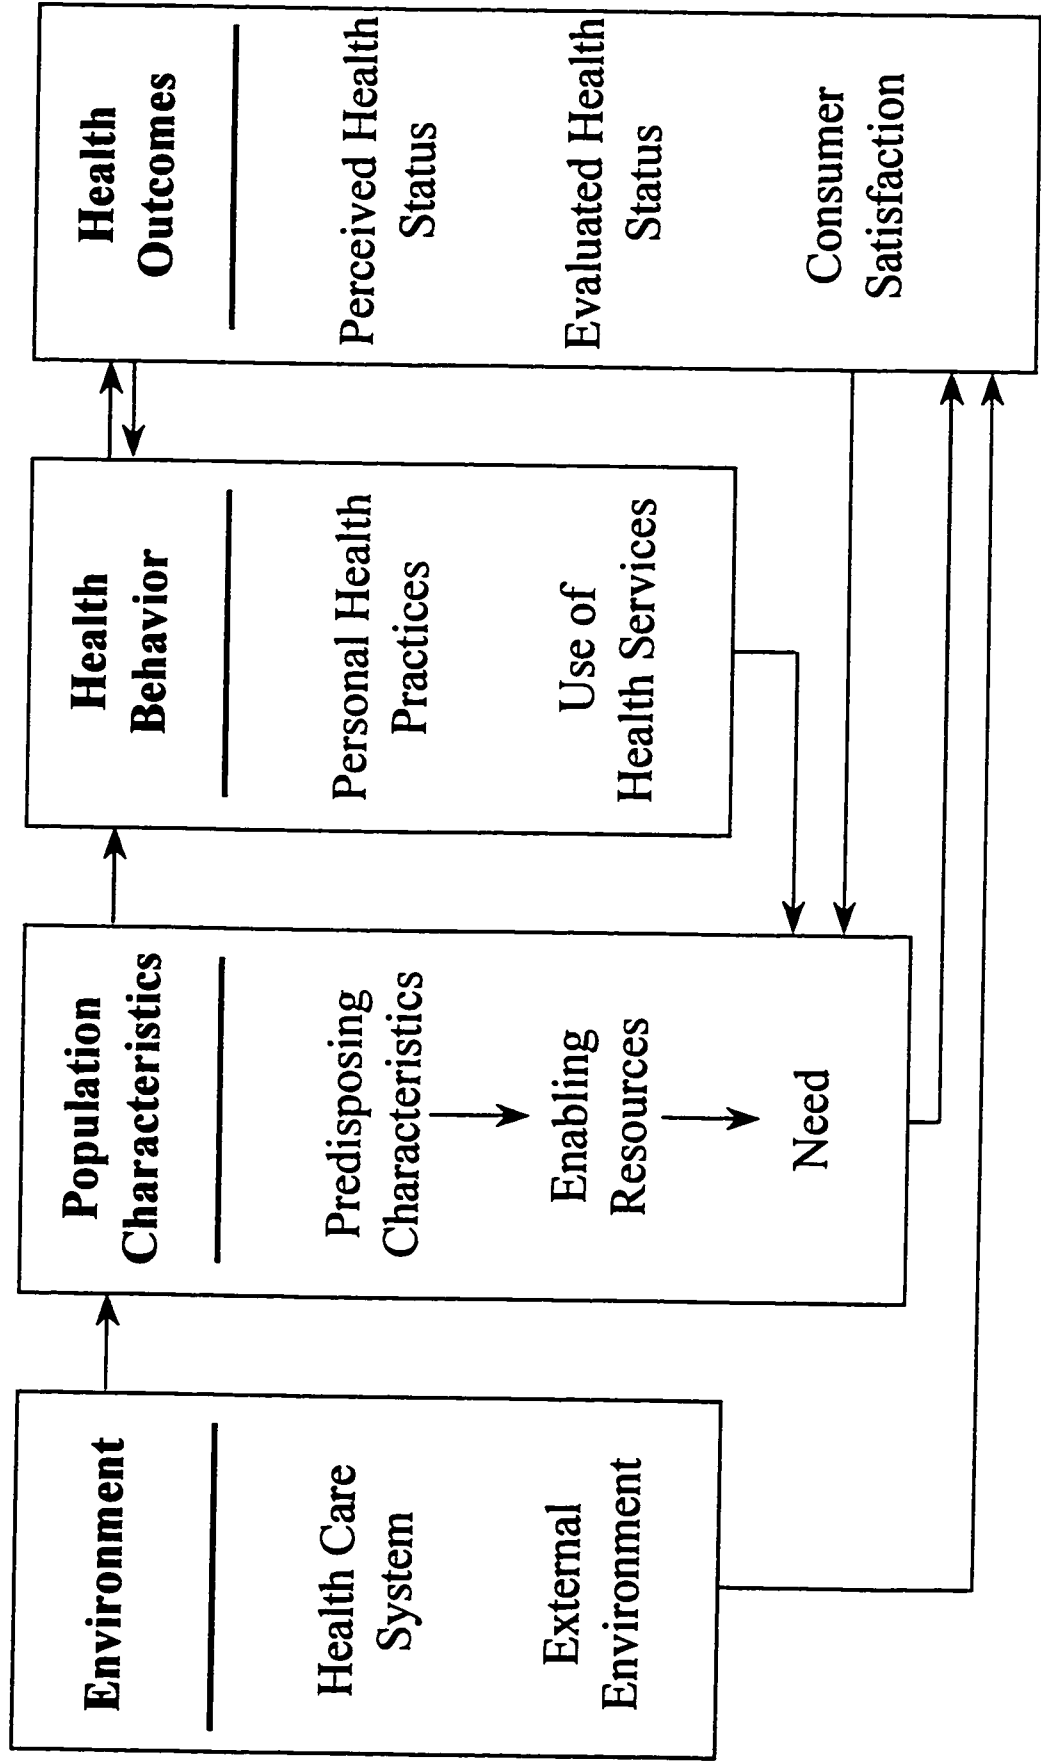 Environment
Health Care
System
External
Environment
Population
Characteristics
Predisposing
Characteristics
Enabling
Resources
Need
Health
Behavior
Personal Health
Practices
Use of
Health Services
Health
Outcomes
Perceived Health
Status
Evaluated Health
Status
Consumer
Satisfaction